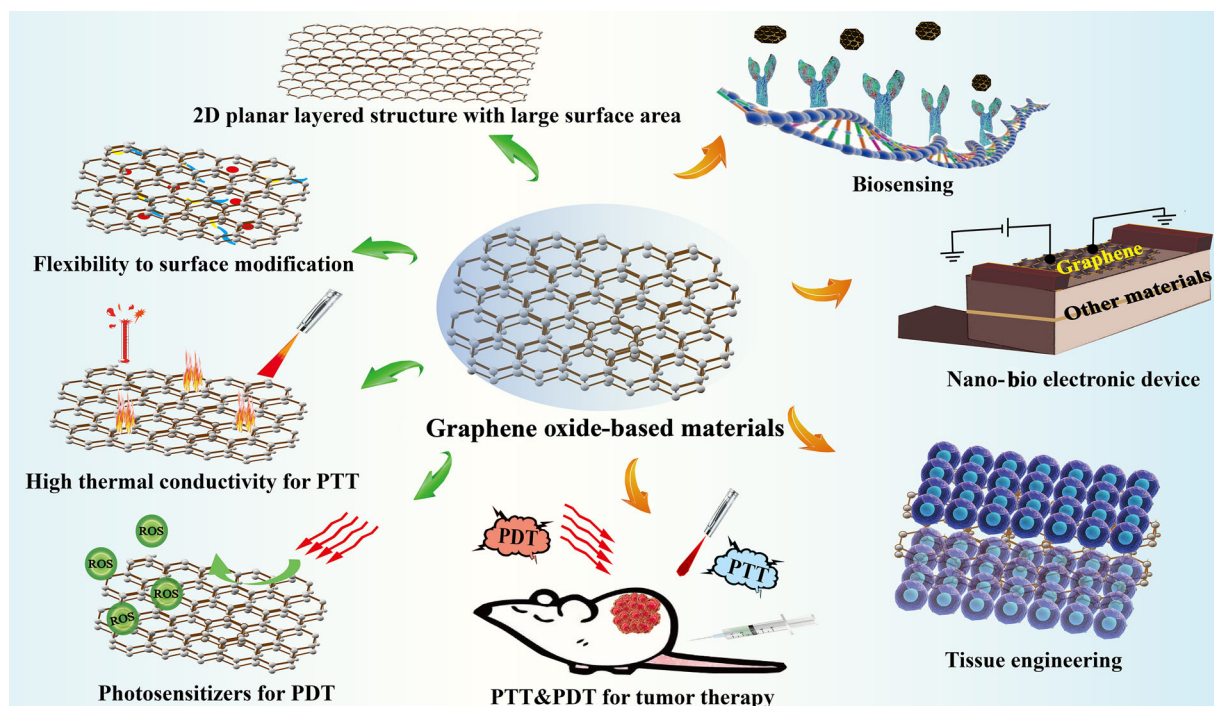 2D planar layered structure with large surface area
Biosensing
Flexibility to surface modification
Graphene
Other materials
Nano-bio electronic device
Graphene oxide-based materials
High thermal conductivity for PTT
ROS
ROS
ROS
ROS
Photosensitizers for PDT
PDT
PTT
PTT&PDT for tumor therapy
Tissue engineering